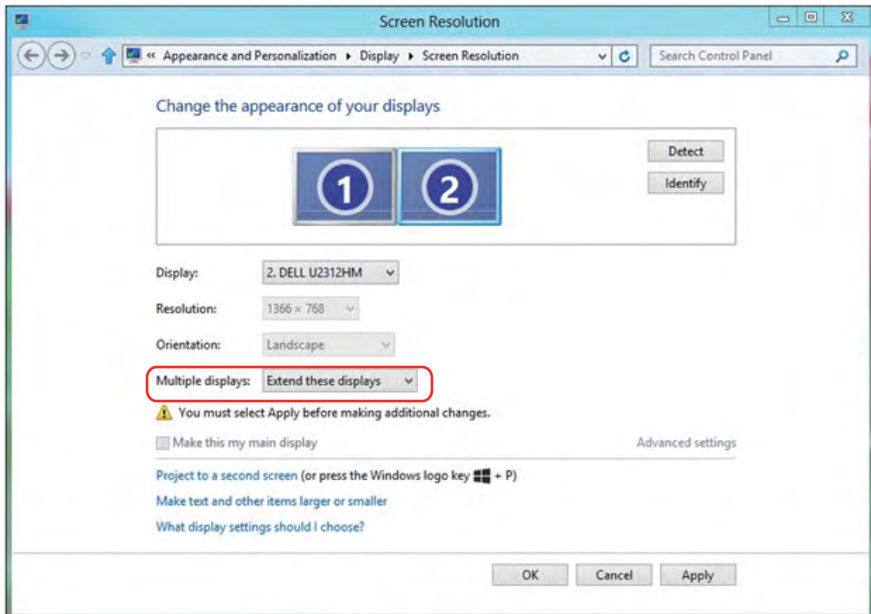 Screen Resolution
« Appearance and Personalization ▸ Display ▸ Screen Resolution
Search Control Panel
Change the appearance of your displays
1 2
Detect
Identify
Display: 2. DELL U2312HM
Resolution: 1366 × 768
Orientation: Landscape
Multiple displays: Extend these displays
You must select Apply before making additional changes.
Make this my main display
Advanced settings
Project to a second screen (or press the Windows logo key + P)
Make text and other items larger or smaller
What display settings should I choose?
OK Cancel Apply